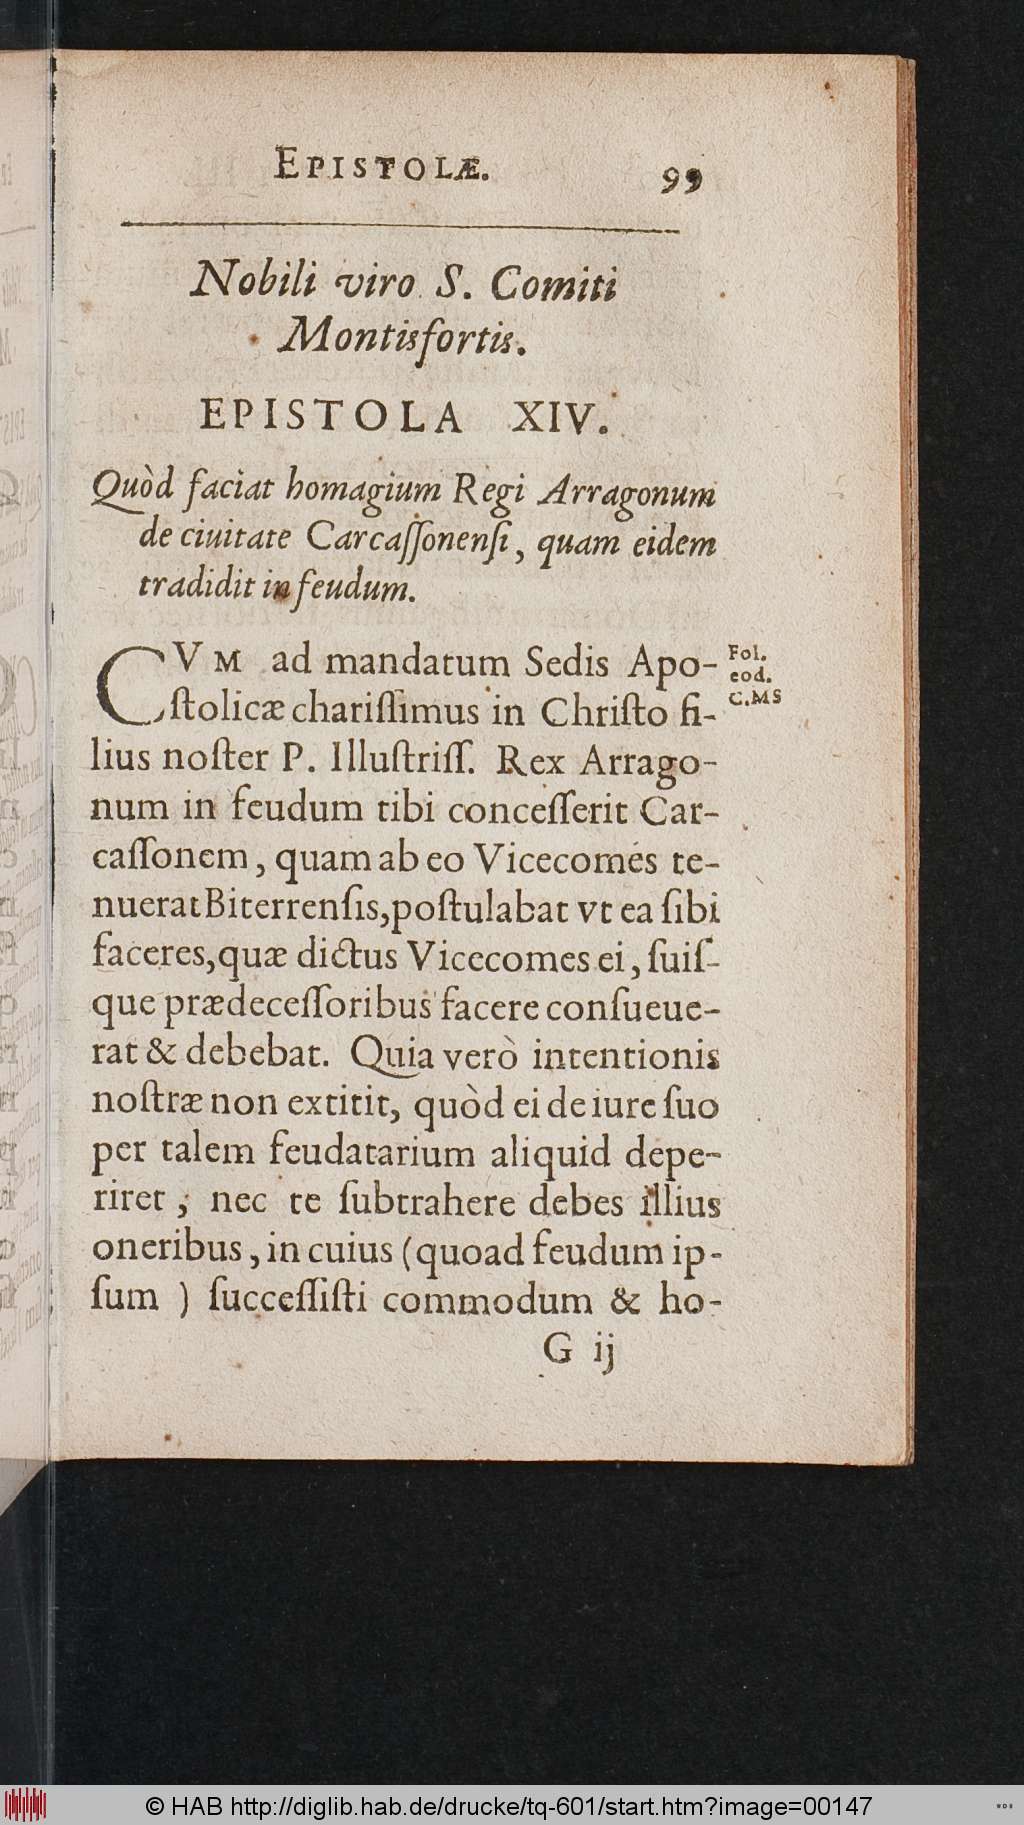 EPISTOLÆ. 99
Nobili viro S. Comiti
Montisfortis.
EPISTOLA XIV.
Quòd faciat homagium Regi Arragonum
de ciuitate Carcaſſonenſi, quam eidem
tradidit in feudum.
CVM ad mandatum Sedis Apo-
ſtolicæ chariſſimus in Chriſto fi-
lius noſter P. Illuſtriſſ. Rex Arrago-
num in feudum tibi conceſſerit Car-
caſſonem, quam ab eo Vicecomes te-
nuerat Biterrenſis, poſtulabat vt ea ſibi
faceres, quæ dictus Vicecomes ei, ſuiſ-
que prædeceſſoribus facere conſueue-
rat & debebat. Quia verò intentionis
noſtræ non extitit, quòd ei de iure ſuo
per talem feudatarium aliquid depe-
riret; nec te ſubtrahere debes illius
oneribus, in cuius (quoad feudum ip-
ſum) ſucceſſiſti commodum & ho-
G ij
Fol.
eod.
C.MS
© HAB http://diglib.hab.de/drucke/tq-601/start.htm?image=00147